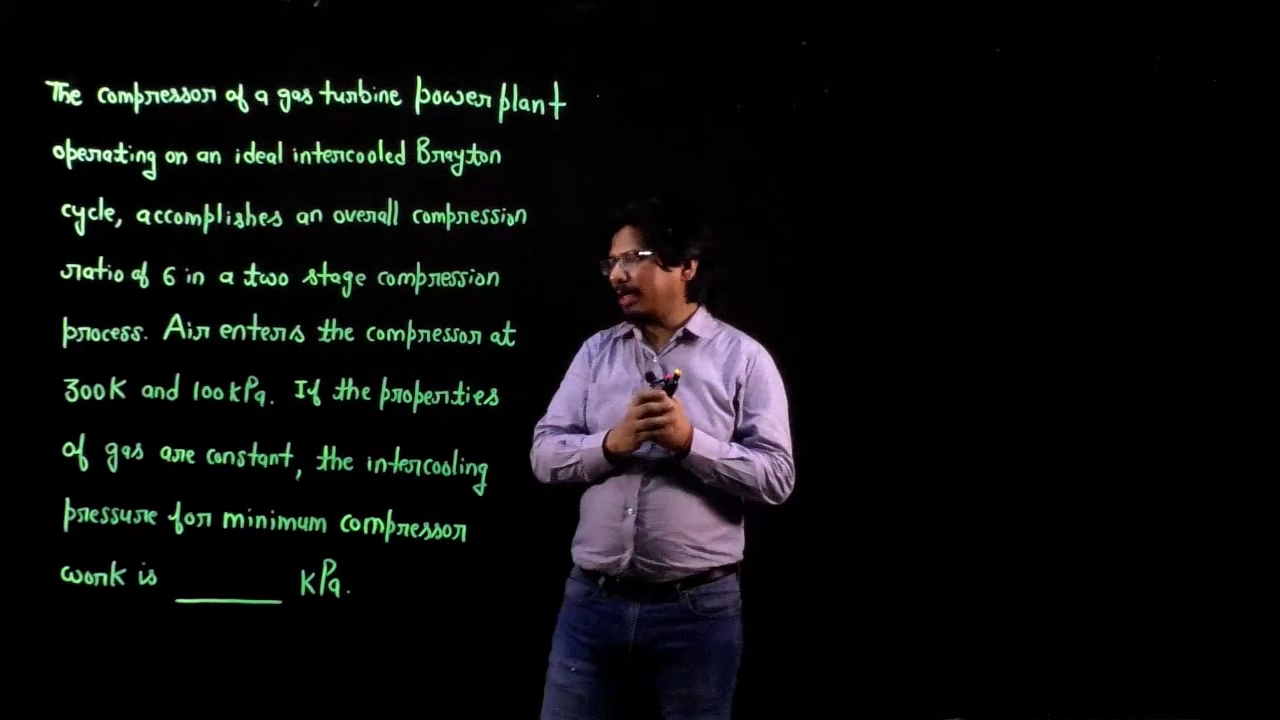 The compressor of a gas turbine power plant
operating on an ideal intercooled Brayton
cycle, accomplishes an overall compression
ratio of 6 in a two stage compression
process. Air enters the compressor at
300K and 100kPa. If the properties
of gas are constant, the intercooling
pressure for minimum compressor
work is ______ kPa.